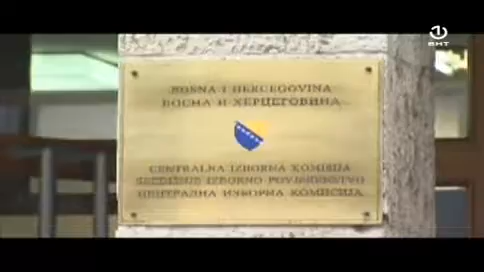 BHT
BOSNA I HERCEGOVINA
БОСНА И ХЕРЦЕГОВИНА
CENTRALNA IZBORNA KOMISIJA
SREDIŠNJE IZBORNO POVJERENSTVO
ЦЕНТРАЛНА ИЗБОРНА КОМИСИЈА